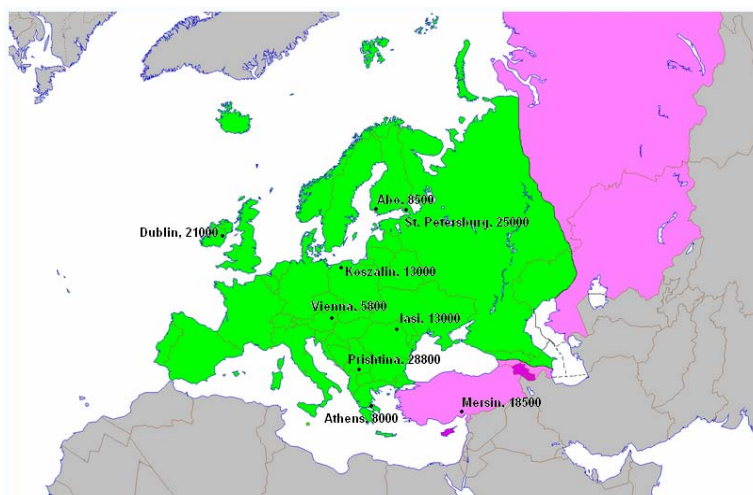 Abo, 8500
St. Petersburg, 25000
Dublin, 21000
Koszalin, 13000
Vienna, 5800
Iasi, 13000
Prishtina, 28800
Mersin, 18500
Athens, 8000